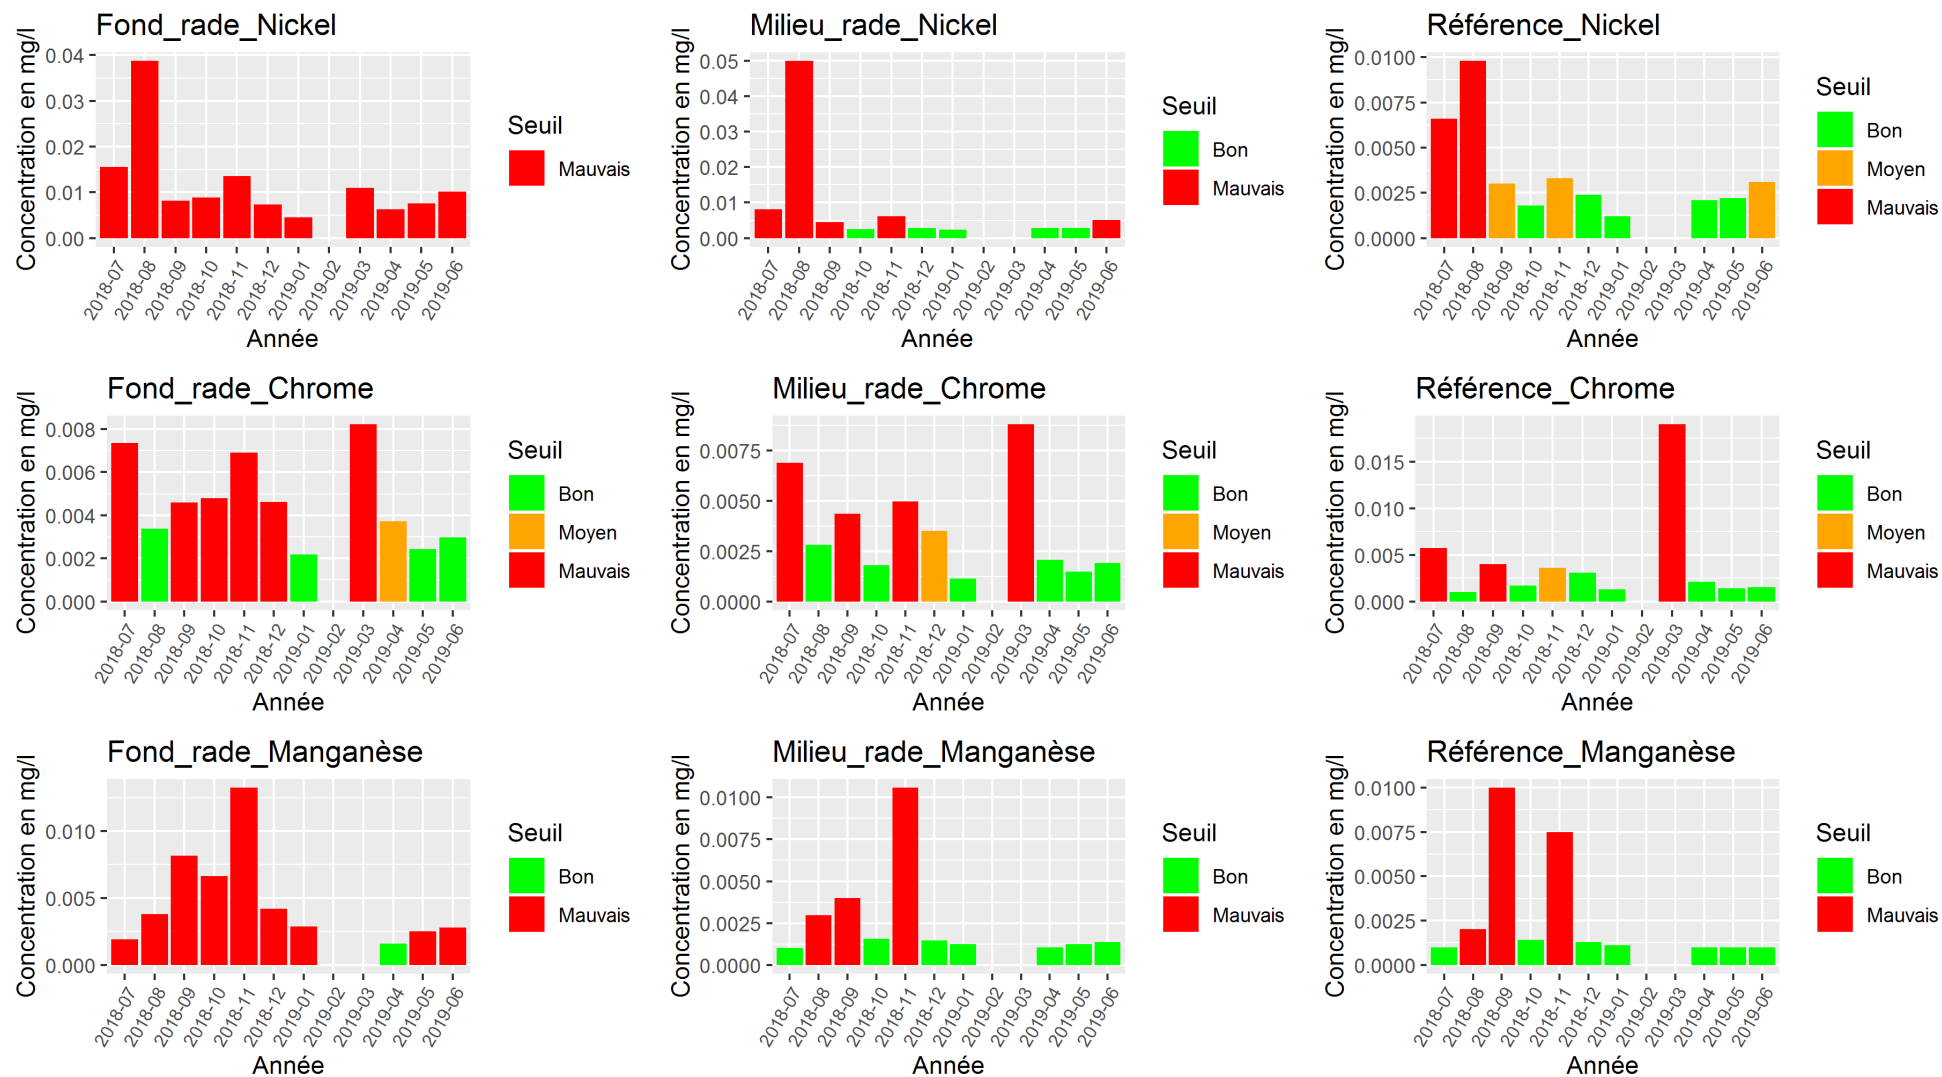 Fond_rade_Nickel
Concentration en mg/l
0.04
0.03
0.02
0.01
0.00
2018-07
2018-08
2018-09
2018-10
2018-11
2018-12
2019-01
2019-02
2019-03
2019-04
2019-05
2019-06
Année
Seuil
Mauvais
Milieu_rade_Nickel
Concentration en mg/l
0.05
0.04
0.03
0.02
0.01
0.00
2018-07
2018-08
2018-09
2018-10
2018-11
2018-12
2019-01
2019-02
2019-03
2019-04
2019-05
2019-06
Année
Seuil
Bon
Mauvais
Référence_Nickel
Concentration en mg/l
0.0100
0.0075
0.0050
0.0025
0.0000
2018-07
2018-08
2018-09
2018-10
2018-11
2018-12
2019-01
2019-02
2019-03
2019-04
2019-05
2019-06
Année
Seuil
Bon
Moyen
Mauvais
Fond_rade_Chrome
Concentration en mg/l
0.008
0.006
0.004
0.002
0.000
2018-07
2018-08
2018-09
2018-10
2018-11
2018-12
2019-01
2019-02
2019-03
2019-04
2019-05
2019-06
Année
Seuil
Bon
Moyen
Mauvais
Milieu_rade_Chrome
Concentration en mg/l
0.0075
0.0050
0.0025
0.0000
2018-07
2018-08
2018-09
2018-10
2018-11
2018-12
2019-01
2019-02
2019-03
2019-04
2019-05
2019-06
Année
Seuil
Bon
Moyen
Mauvais
Référence_Chrome
Concentration en mg/l
0.015
0.010
0.005
0.000
2018-07
2018-08
2018-09
2018-10
2018-11
2018-12
2019-01
2019-02
2019-03
2019-04
2019-05
2019-06
Année
Seuil
Bon
Moyen
Mauvais
Fond_rade_Manganèse
Concentration en mg/l
0.010
0.005
0.000
2018-07
2018-08
2018-09
2018-10
2018-11
2018-12
2019-01
2019-02
2019-03
2019-04
2019-05
2019-06
Année
Seuil
Bon
Mauvais
Milieu_rade_Manganèse
Concentration en mg/l
0.0100
0.0075
0.0050
0.0025
0.0000
2018-07
2018-08
2018-09
2018-10
2018-11
2018-12
2019-01
2019-02
2019-03
2019-04
2019-05
2019-06
Année
Seuil
Bon
Mauvais
Référence_Manganèse
Concentration en mg/l
0.0100
0.0075
0.0050
0.0025
0.0000
2018-07
2018-08
2018-09
2018-10
2018-11
2018-12
2019-01
2019-02
2019-03
2019-04
2019-05
2019-06
Année
Seuil
Bon
Mauvais